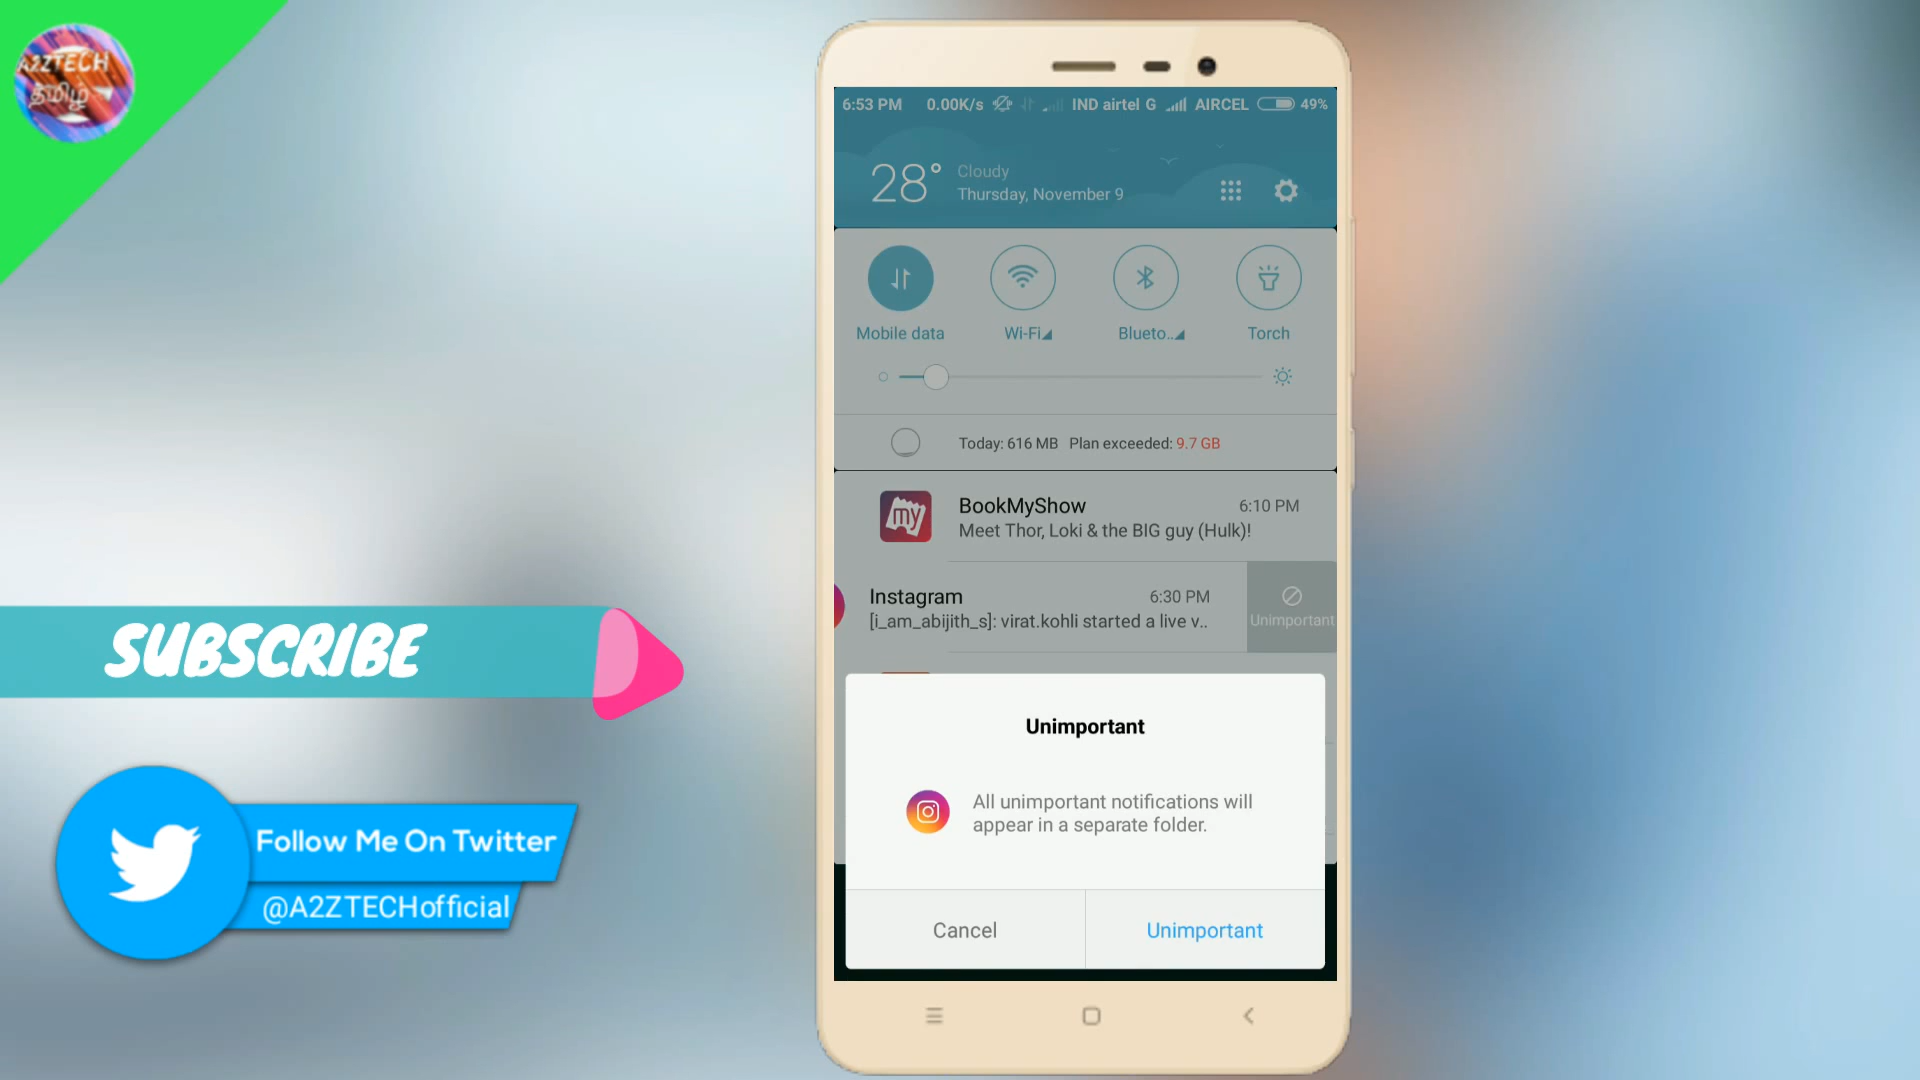 A2ZTECH
தமிழ்
6:53 PM 0.00K/s IND airtel G AIRCEL 49%
28° Cloudy
Thursday, November 9
Mobile data Wi-Fi Blueto.. Torch
Today: 616 MB Plan exceeded: 9.7 GB
my
BookMyShow 6:10 PM
Meet Thor, Loki & the BIG guy (Hulk)!
Instagram 6:30 PM
[i_am_abijith_s]: virat.kohli started a live v..
Unimportant
SUBSCRIBE
Unimportant
All unimportant notifications will
appear in a separate folder.
Cancel Unimportant
Follow Me On Twitter
@A2ZTECHofficial